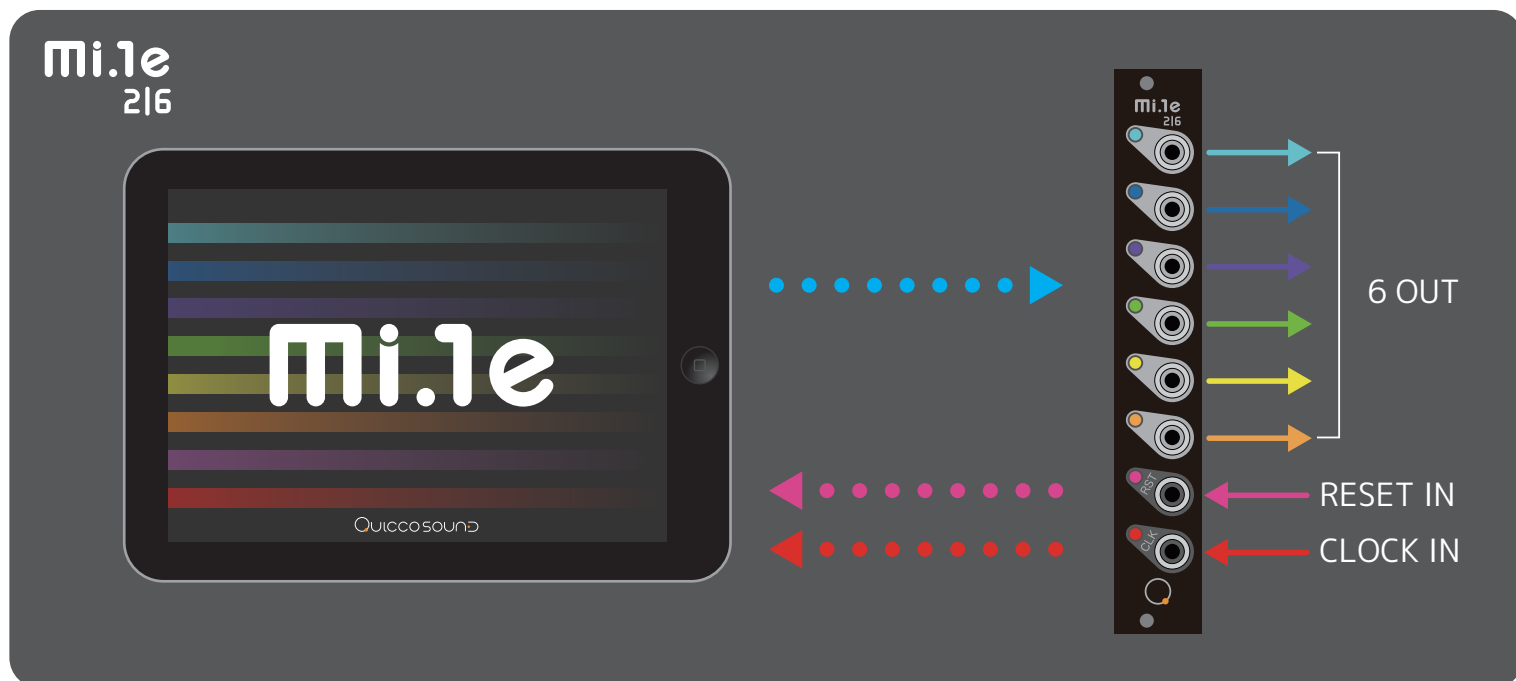 mi.1e
2|6
mi.1e
QUICCO SOUND
mi.1e
2|6
6 OUT
RST
RESET IN
CLK
CLOCK IN